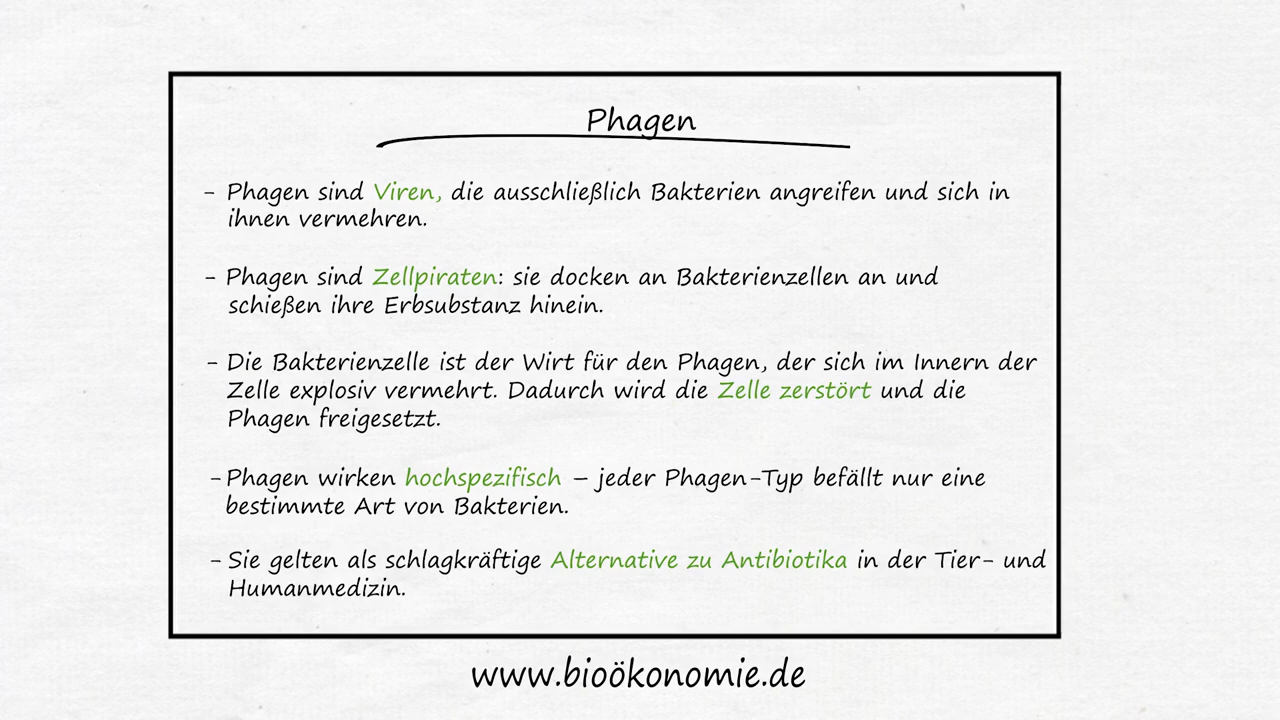 Phagen
- Phagen sind Viren, die ausschließlich Bakterien angreifen und sich in
ihnen vermehren.
- Phagen sind Zellpiraten: sie docken an Bakterienzellen an und
schießen ihre Erbsubstanz hinein.
- Die Bakterienzelle ist der Wirt für den Phagen, der sich im Innern der
Zelle explosiv vermehrt. Dadurch wird die Zelle zerstört und die
Phagen freigesetzt.
- Phagen wirken hochspezifisch – jeder Phagen-Typ befällt nur eine
bestimmte Art von Bakterien.
- Sie gelten als schlagkräftige Alternative zu Antibiotika in der Tier- und
Humanmedizin.
www.bioökonomie.de